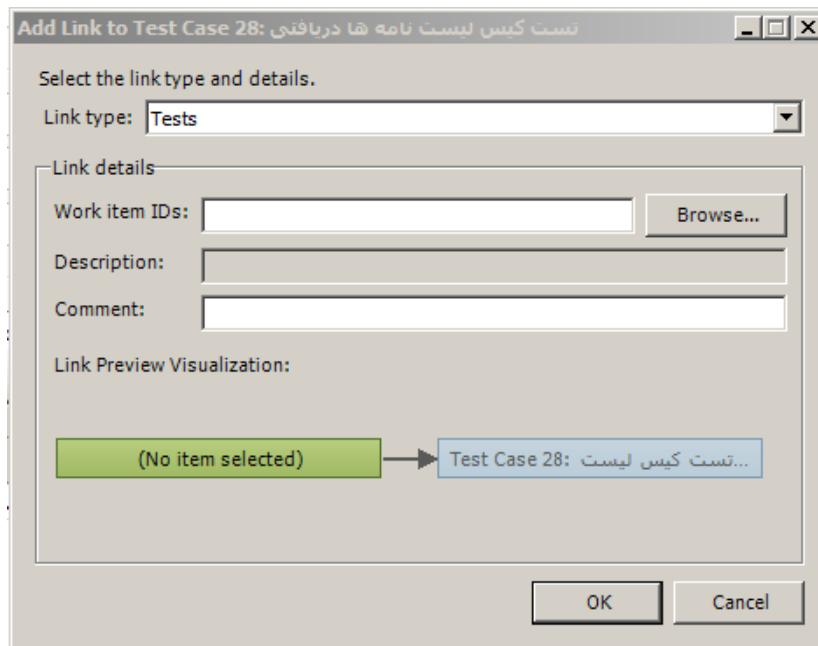 Add Link to Test Case 28: تست کیس لیست نامه ها دریافتی
Select the link type and details.
Link type: Tests
Link details
Work item IDs: Browse...
Description:
Comment:
Link Preview Visualization:
(No item selected) Test Case 28: تست کیس لیست...
OK Cancel